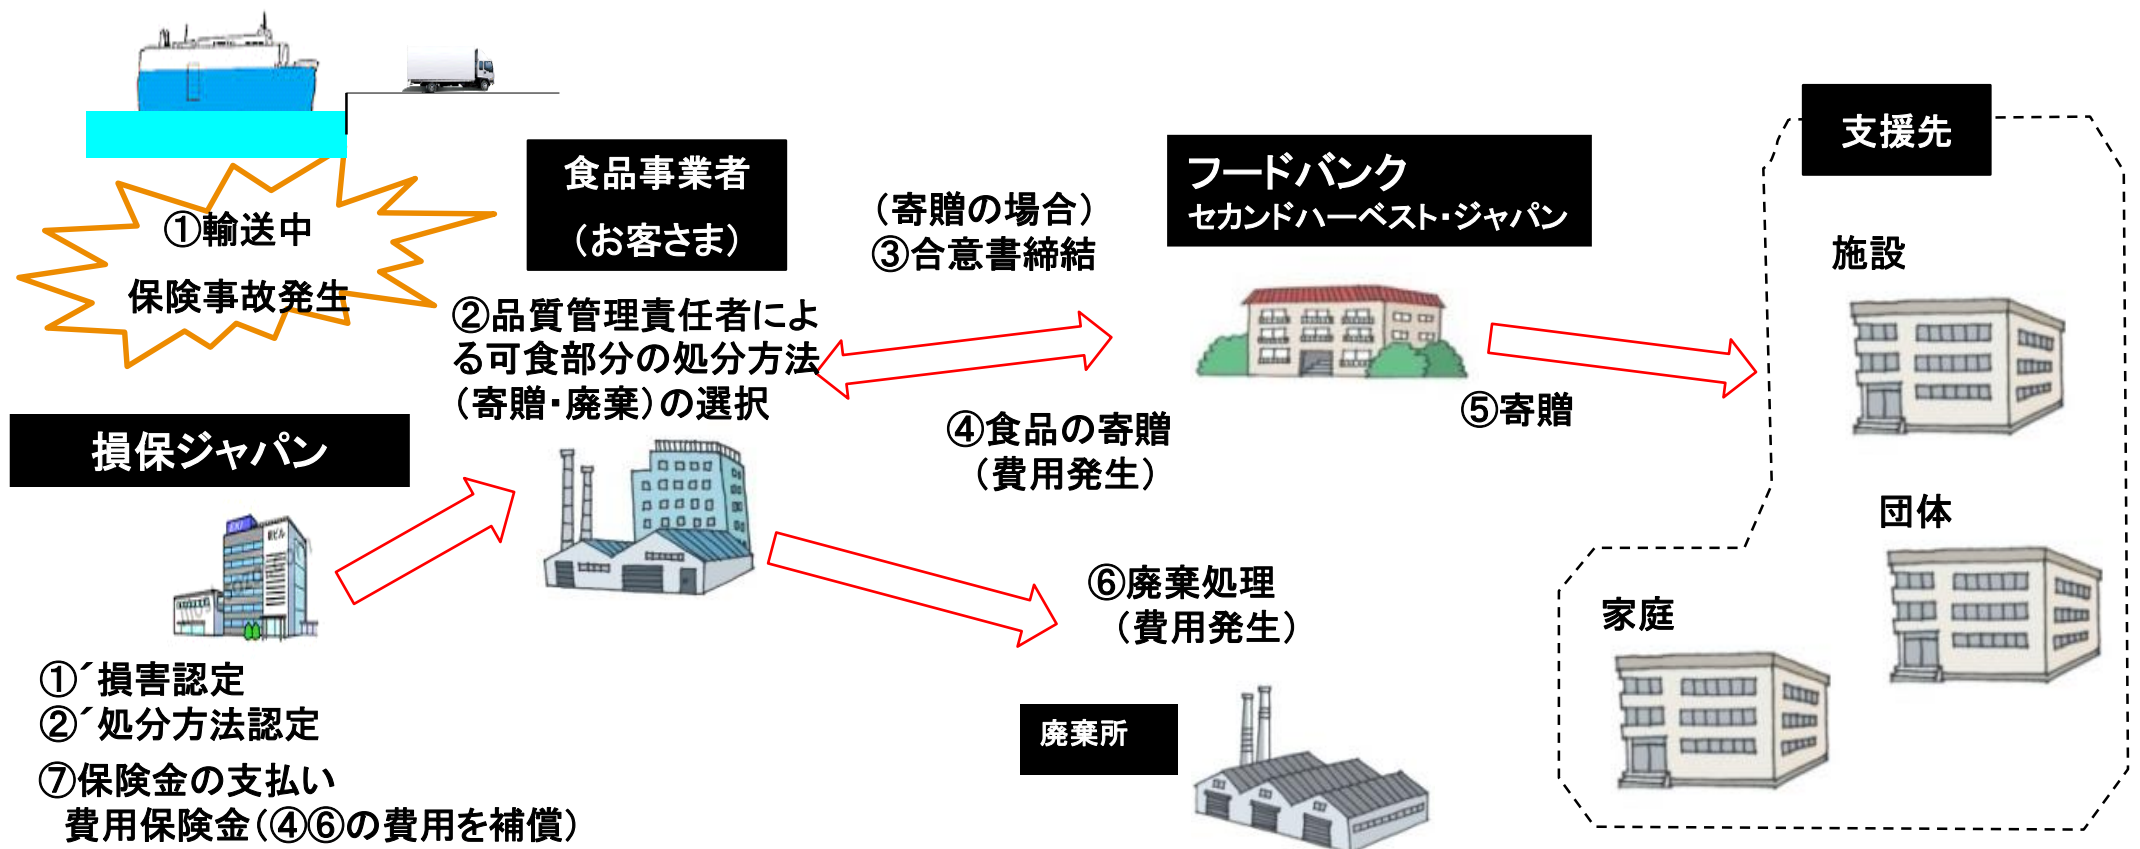 ①輸送中
保険事故発生
食品事業者
（お客さま）
②品質管理責任者によ
る可食部分の処分方法
（寄贈・廃棄）の選択
損保ジャパン
①´損害認定
②´処分方法認定
⑦保険金の支払い
費用保険金（④⑥の費用を補償）
（寄贈の場合）
③合意書締結
フードバンク
セカンドハーベスト・ジャパン
④食品の寄贈
（費用発生）
⑤寄贈
⑥廃棄処理
（費用発生）
廃棄所
支援先
施設
団体
家庭